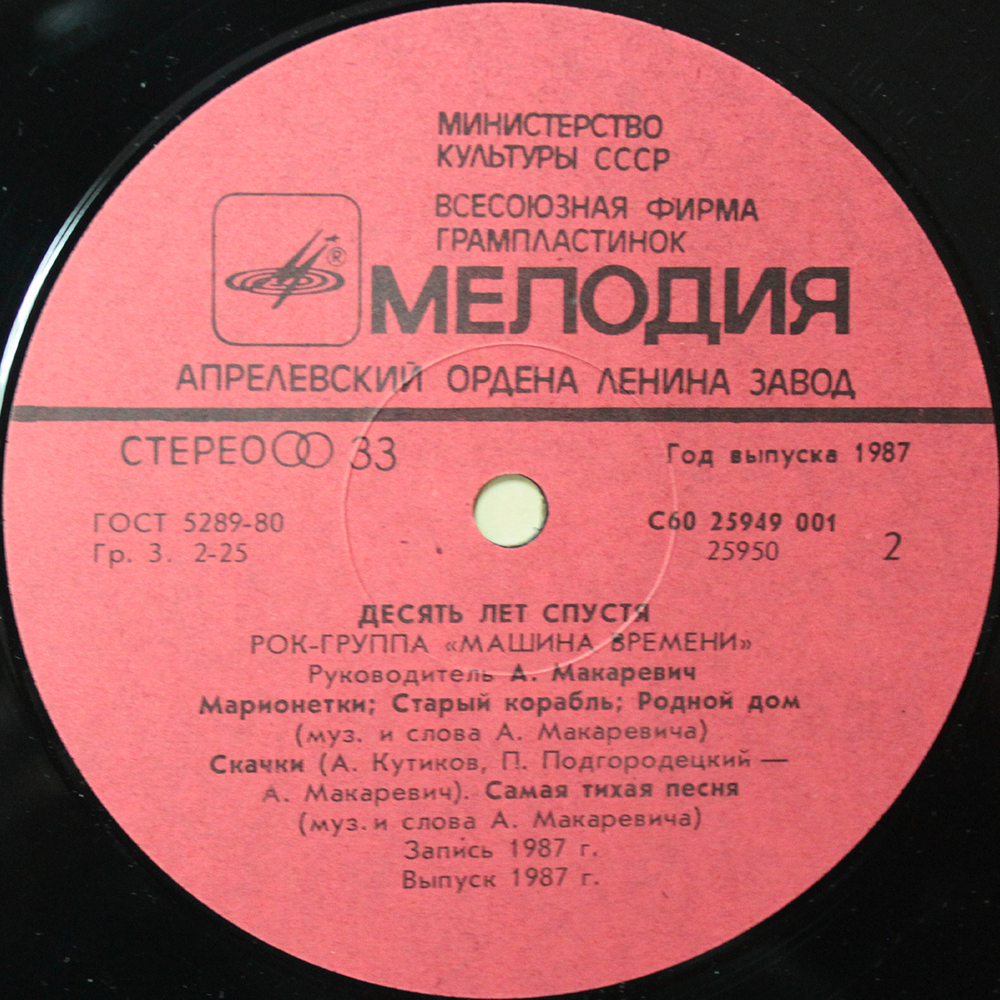 МИНИСТЕРСТВО
КУЛЬТУРЫ СССР
ВСЕСОЮЗНАЯ ФИРМА
ГРАМПЛАСТИНОК
®
МЕЛОДИЯ
АПРЕЛЕВСКИЙ ОРДЕНА ЛЕНИНА ЗАВОД
СТЕРЕО 33
Год выпуска 1987
ГОСТ 5289-80
С60 25949 001
Гр. 3. 2-25
25950
2
ДЕСЯТЬ ЛЕТ СПУСТЯ
РОК-ГРУППА «МАШИНА ВРЕМЕНИ»
Руководитель А. Макаревич
Марионетки; Старый корабль; Родной дом
(муз. и слова А. Макаревича)
Скачки (А. Кутиков, П. Подгородецкий —
А. Макаревич). Самая тихая песня
(муз. и слова А. Макаревича)
Запись 1987 г.
Выпуск 1987 г.